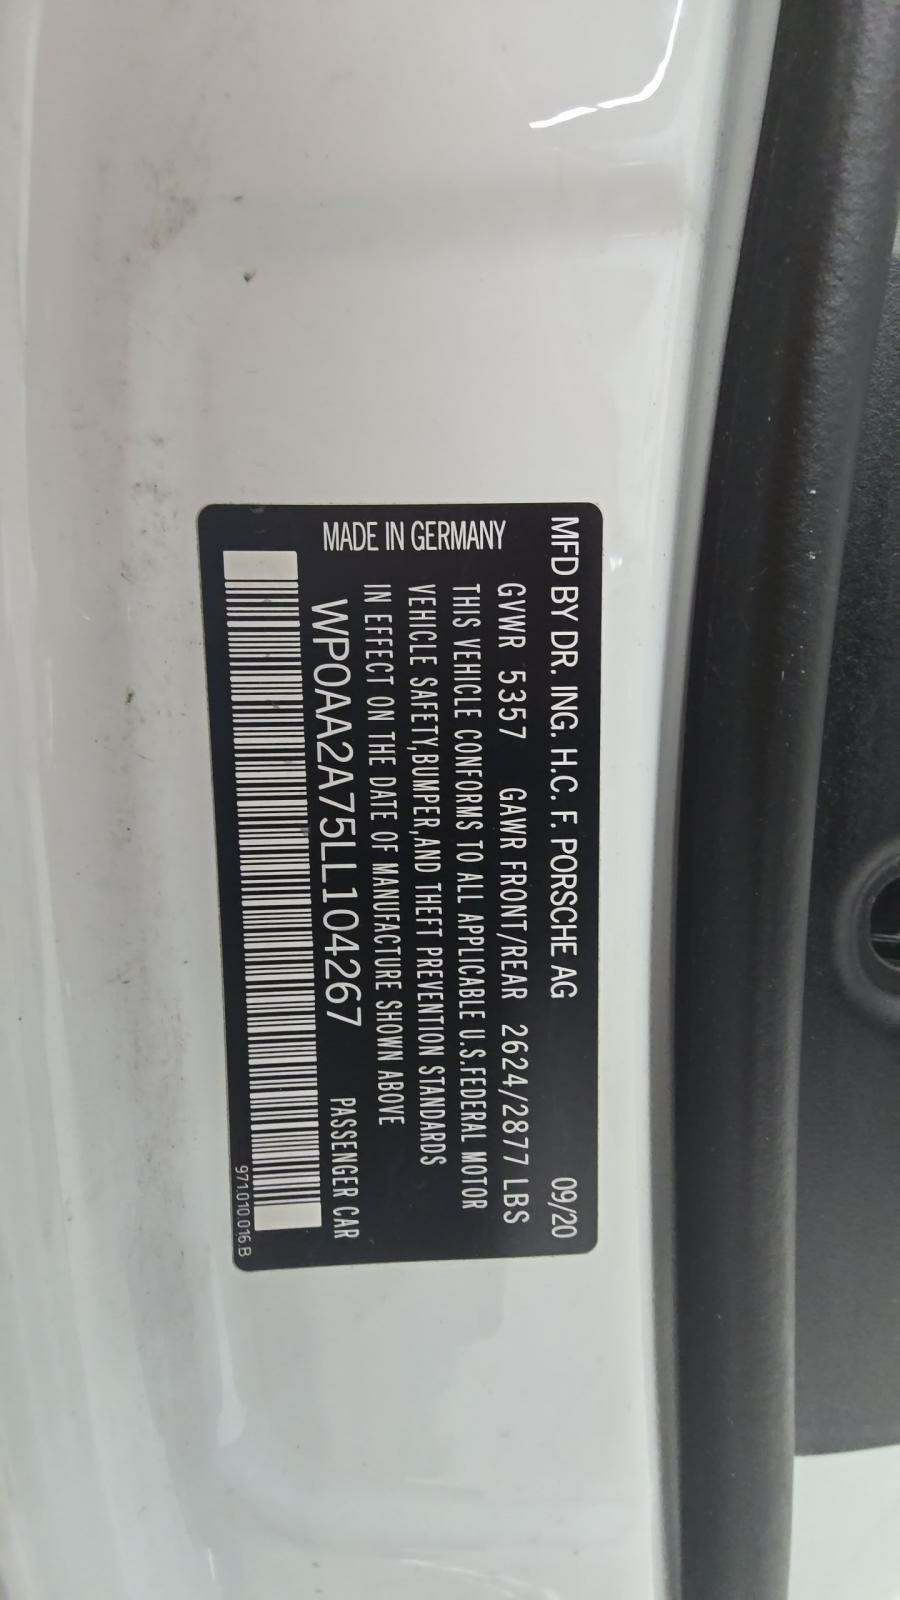 MFD BY DR. ING. H.C. F. PORSCHE AG 09/20
GVWR 5357 GAWR FRONT/REAR 2624/2877 LBS
THIS VEHICLE CONFORMS TO ALL APPLICABLE U.S.FEDERAL MOTOR
VEHICLE SAFETY,BUMPER,AND THEFT PREVENTION STANDARDS
IN EFFECT ON THE DATE OF MANUFACTURE SHOWN ABOVE
MADE IN GERMANY
WP0AA2A75LL104267 PASSENGER CAR
971.010.016 B